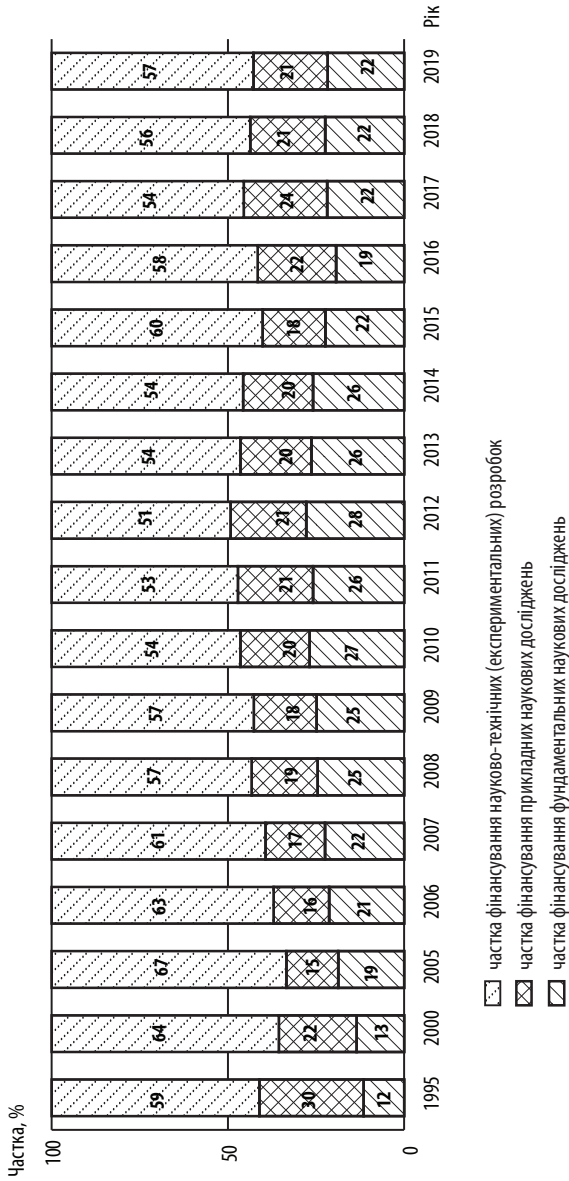 Частка, %
100
50
0
59 64 67 63 61 57 57 54 53 51 54 54 60 58 54 56 57
30 22 15 16 17 19 18 20 21 21 20 20 18 22 24 21 21
12 13 19 21 22 25 25 27 26 28 26 26 22 19 22 22 22
1995 2000 2005 2006 2007 2008 2009 2010 2011 2012 2013 2014 2015 2016 2017 2018 2019 Рік
частка фінансування науково-технічних (експериментальних) розробок
частка фінансування прикладних наукових досліджень
частка фінансування фундаментальних наукових досліджень